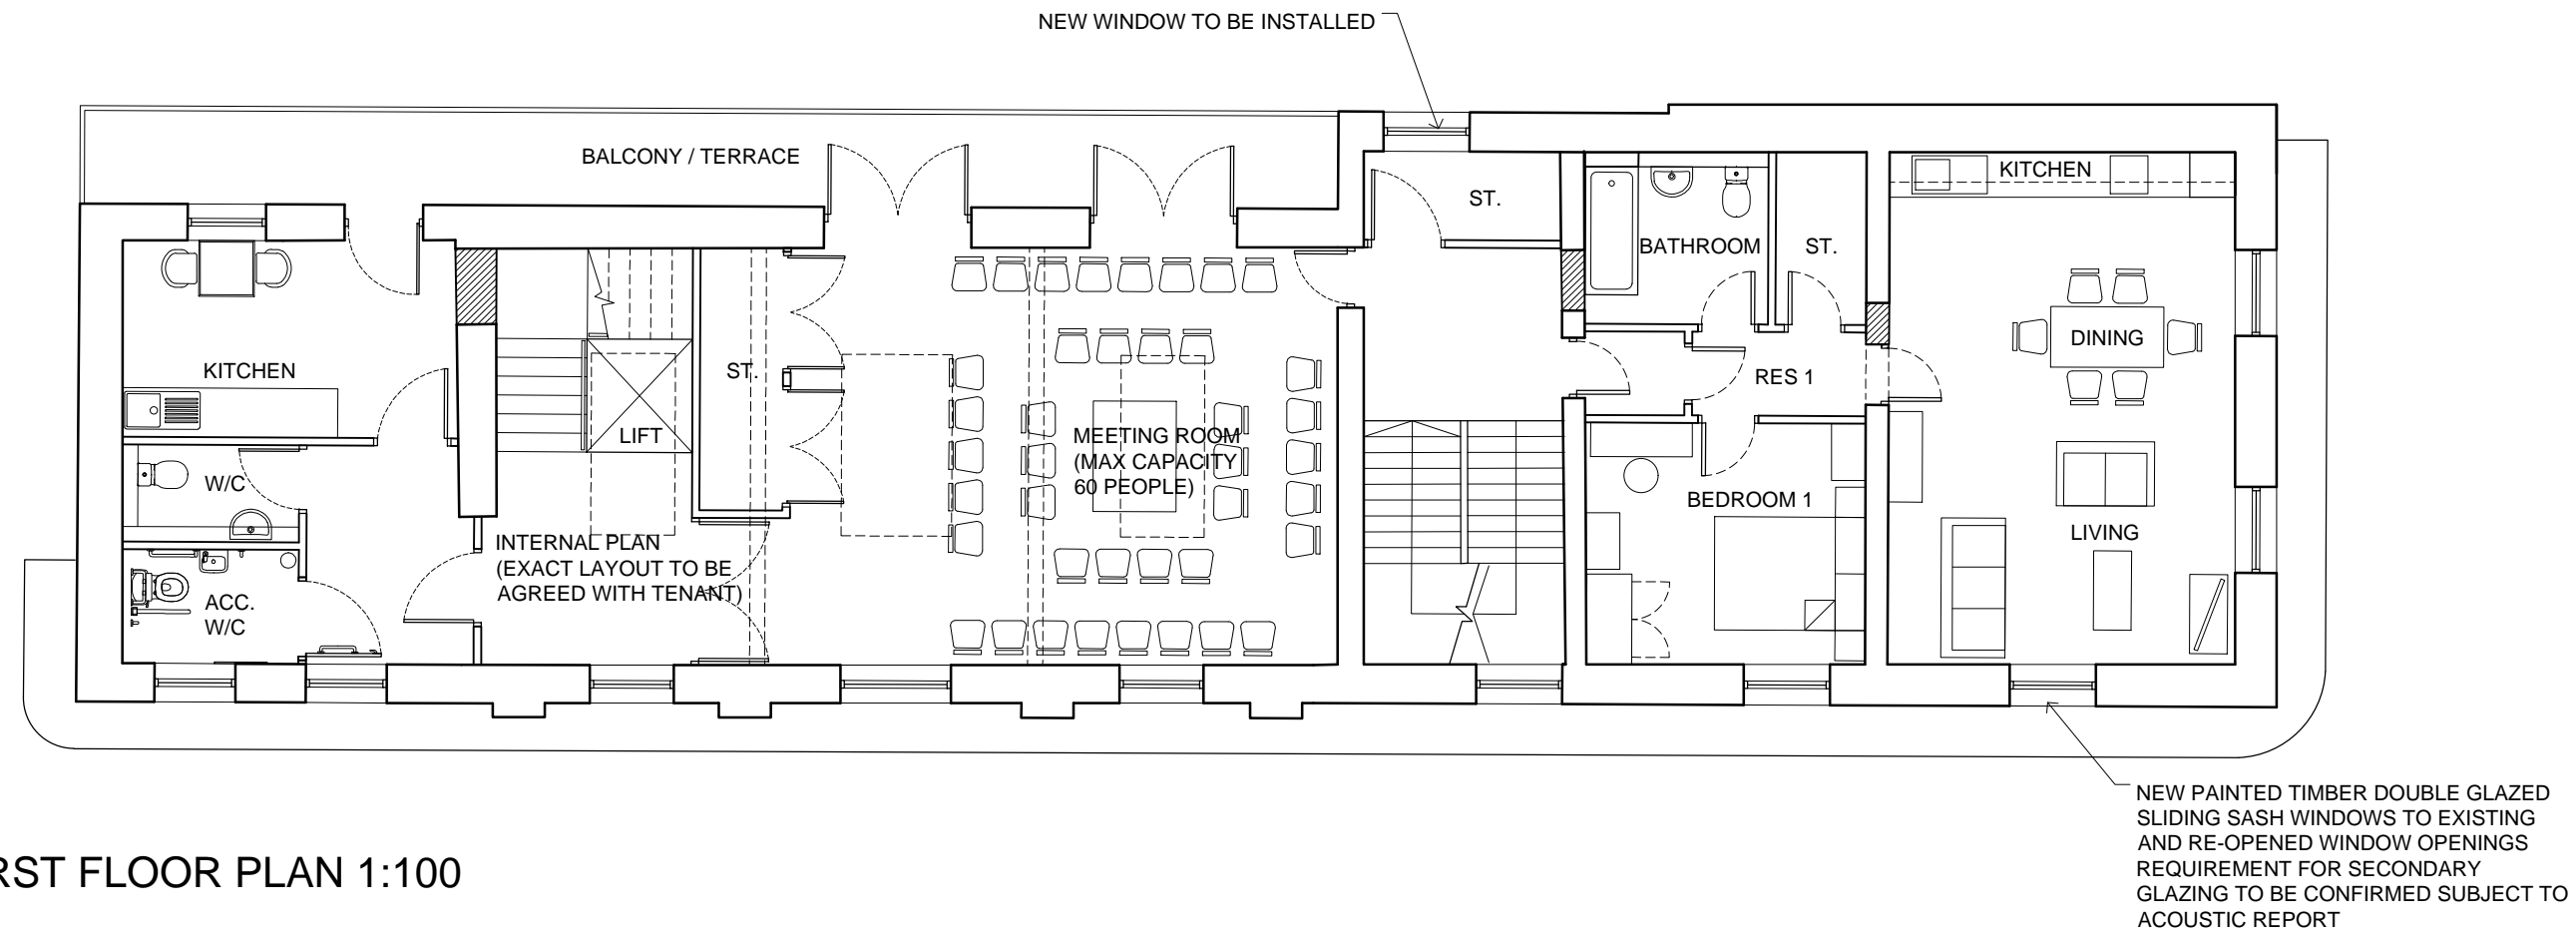 NEW WINDOW TO BE INSTALLED
BALCONY / TERRACE
KITCHEN
ST.
BATHROOM
ST.
DINING
KITCHEN
ST.
RES 1
LIFT
MEETING ROOM
(MAX CAPACITY
60 PEOPLE)
W/C
BEDROOM 1
LIVING
INTERNAL PLAN
(EXACT LAYOUT TO BE
AGREED WITH TENANT)
ACC.
W/C
NEW PAINTED TIMBER DOUBLE GLAZED
SLIDING SASH WINDOWS TO EXISTING
AND RE-OPENED WINDOW OPENINGS
REQUIREMENT FOR SECONDARY
GLAZING TO BE CONFIRMED SUBJECT TO
ACOUSTIC REPORT
RST FLOOR PLAN 1:100